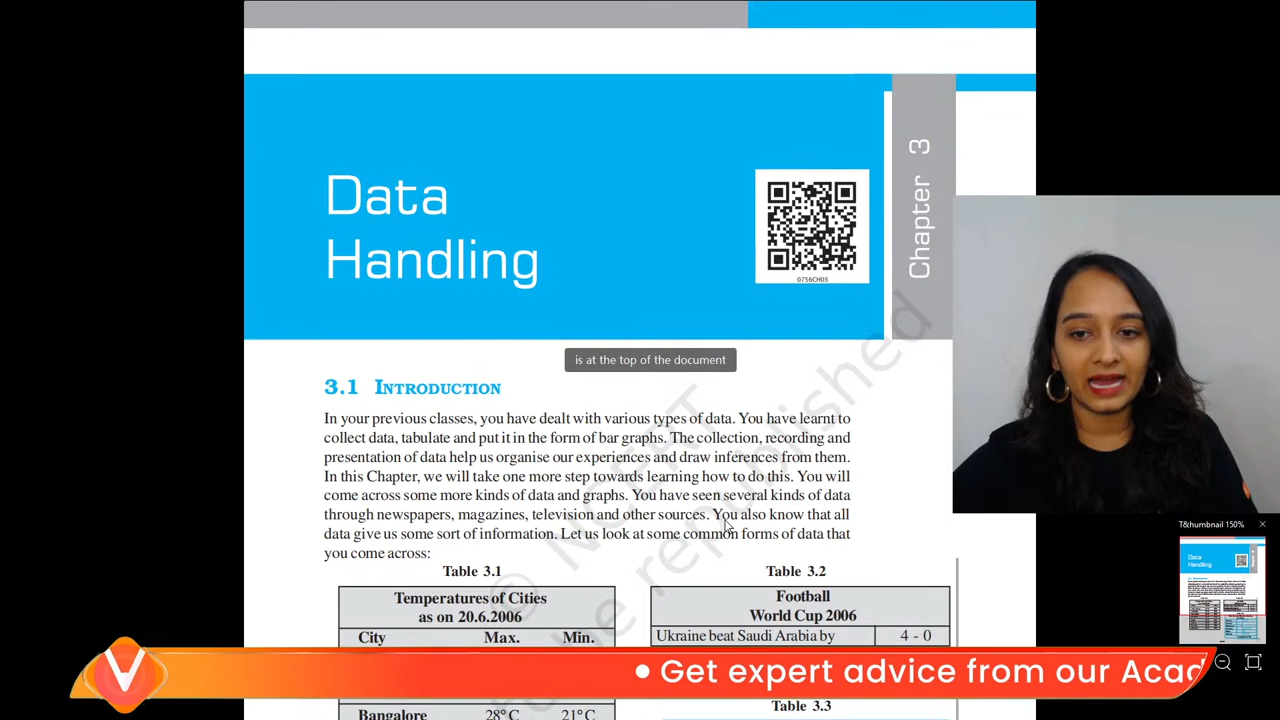 Data
Handling
0756CH03
Chapter 3
is at the top of the document
3.1 INTRODUCTION
In your previous classes, you have dealt with various types of data. You have learnt to
collect data, tabulate and put it in the form of bar graphs. The collection, recording and
presentation of data help us organise our experiences and draw inferences from them.
In this Chapter, we will take one more step towards learning how to do this. You will
come across some more kinds of data and graphs. You have seen several kinds of data
through newspapers, magazines, television and other sources. You also know that all
data give us some sort of information. Let us look at some common forms of data that
you come across:
Table 3.1
Temperatures of Cities
as on 20.6.2006
City Max. Min.
Bangalore 28°C 21°C
Table 3.2
Football
World Cup 2006
Ukraine beat Saudi Arabia by 4 - 0
Table 3.3
© NCERT
be republished
T&humbnail 150%
• Get expert advice from our Acad